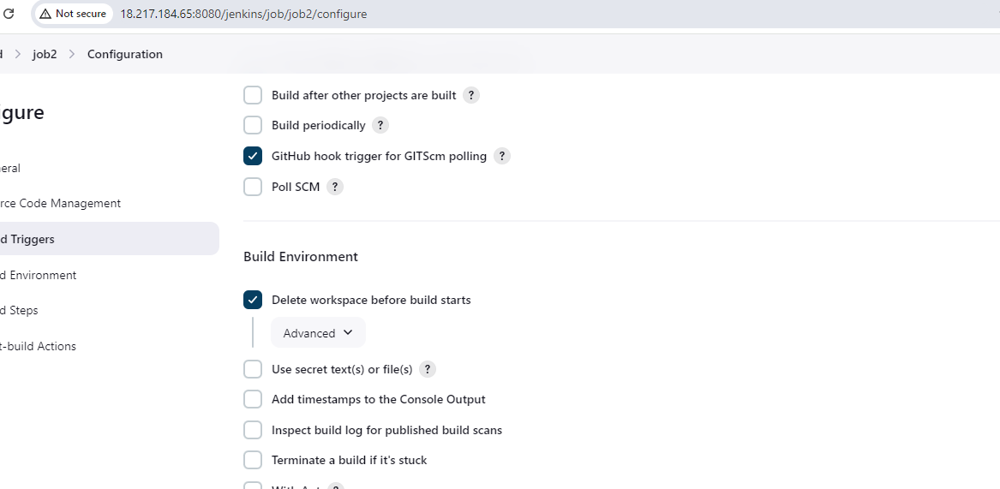 Not secure 18.217.184.65:8080/jenkins/job/job2/configure
d > job2 > Configuration
igure
eral
rce Code Management
d Triggers
d Environment
d Steps
t-build Actions
Build after other projects are built ?
Build periodically ?
GitHub hook trigger for GITScm polling ?
Poll SCM ?
Build Environment
Delete workspace before build starts
Advanced
Use secret text(s) or file(s) ?
Add timestamps to the Console Output
Inspect build log for published build scans
Terminate a build if it's stuck
With Ant ?